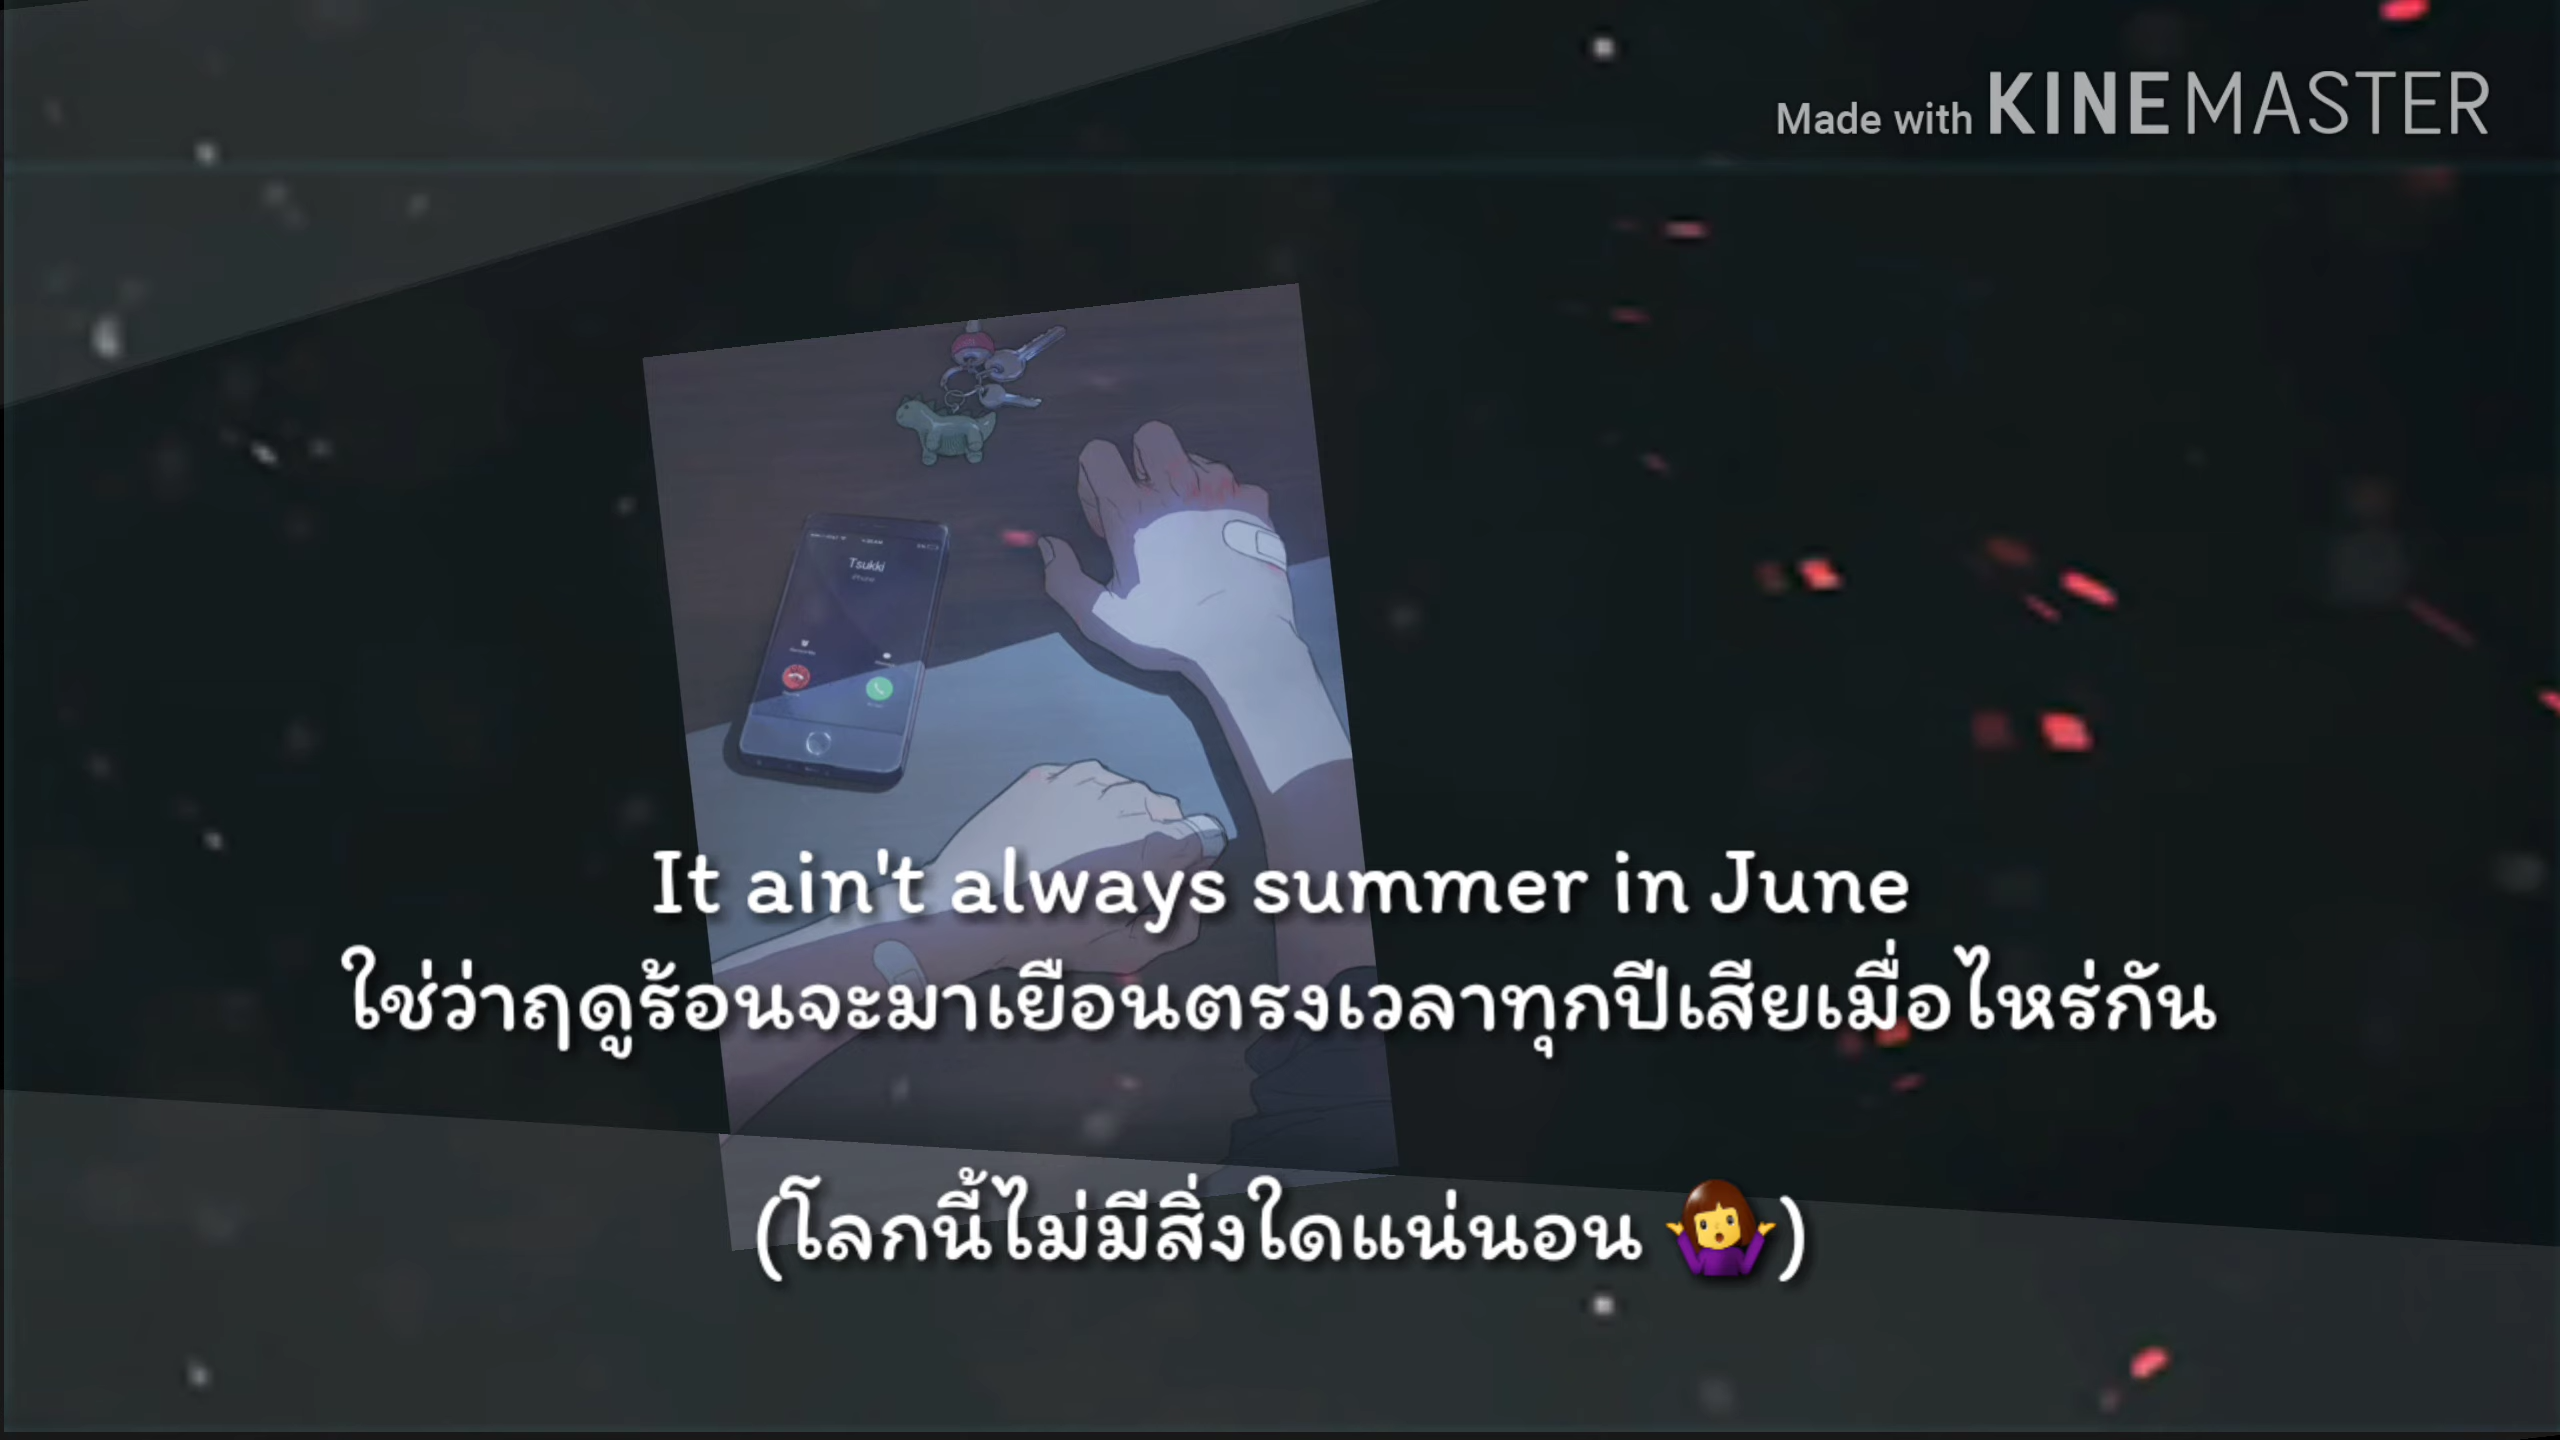 Made with KINEMASTER
Tsukki
iPhone
It ain't always summer in June
ใช่ว่าฤดูร้อนจะมาเยือนตรงเวลาทุกปีเสียเมื่อไหร่กัน
(โลกนี้ไม่มีสิ่งใดแน่นอน 🤷‍♀️)